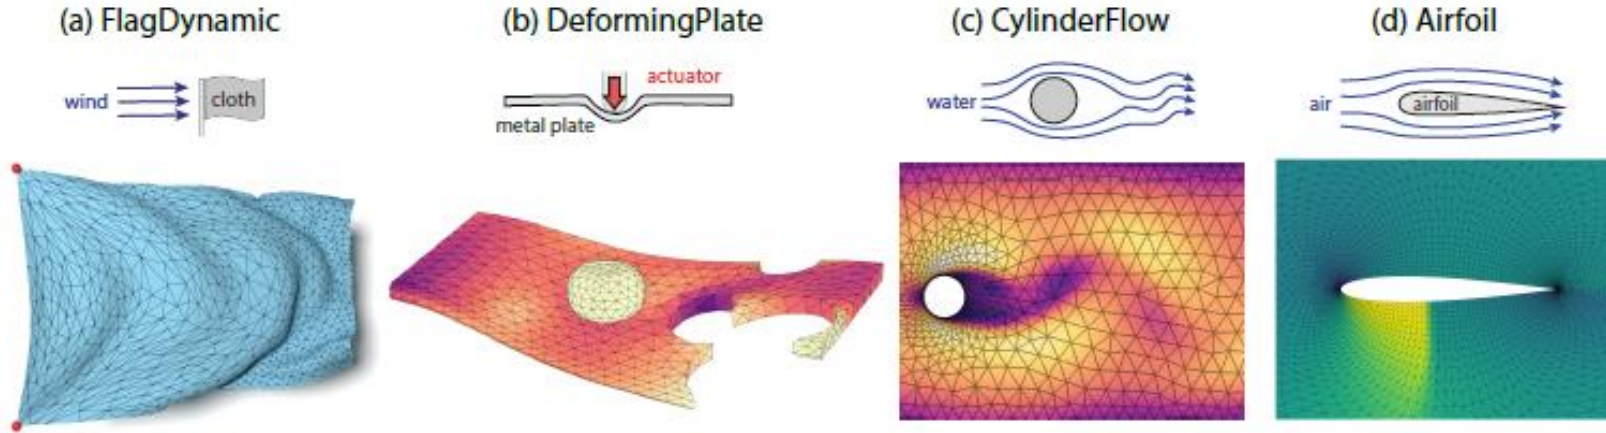 (a) FlagDynamic
(b) DeformingPlate
(c) CylinderFlow
(d) Airfoil
wind
cloth
actuator
metal plate
water
air
airfoil